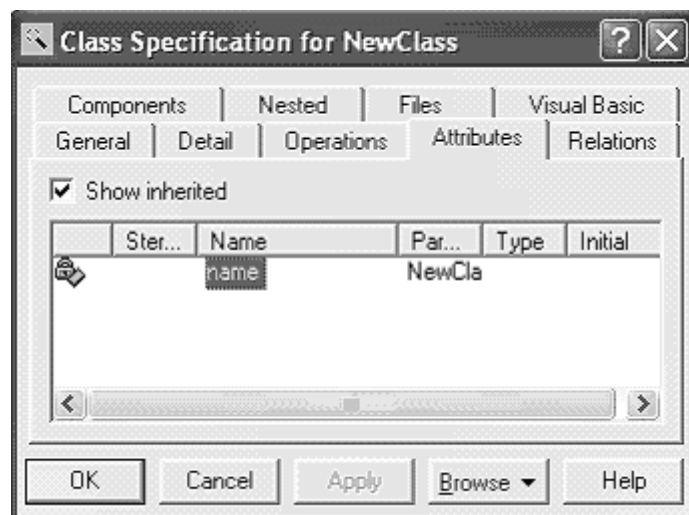 Class Specification for NewClass
Components Nested Files Visual Basic
General Detail Operations Attributes Relations
Show inherited
Ster... Name Par... Type Initial
name NewCla
OK Cancel Apply Browse Help